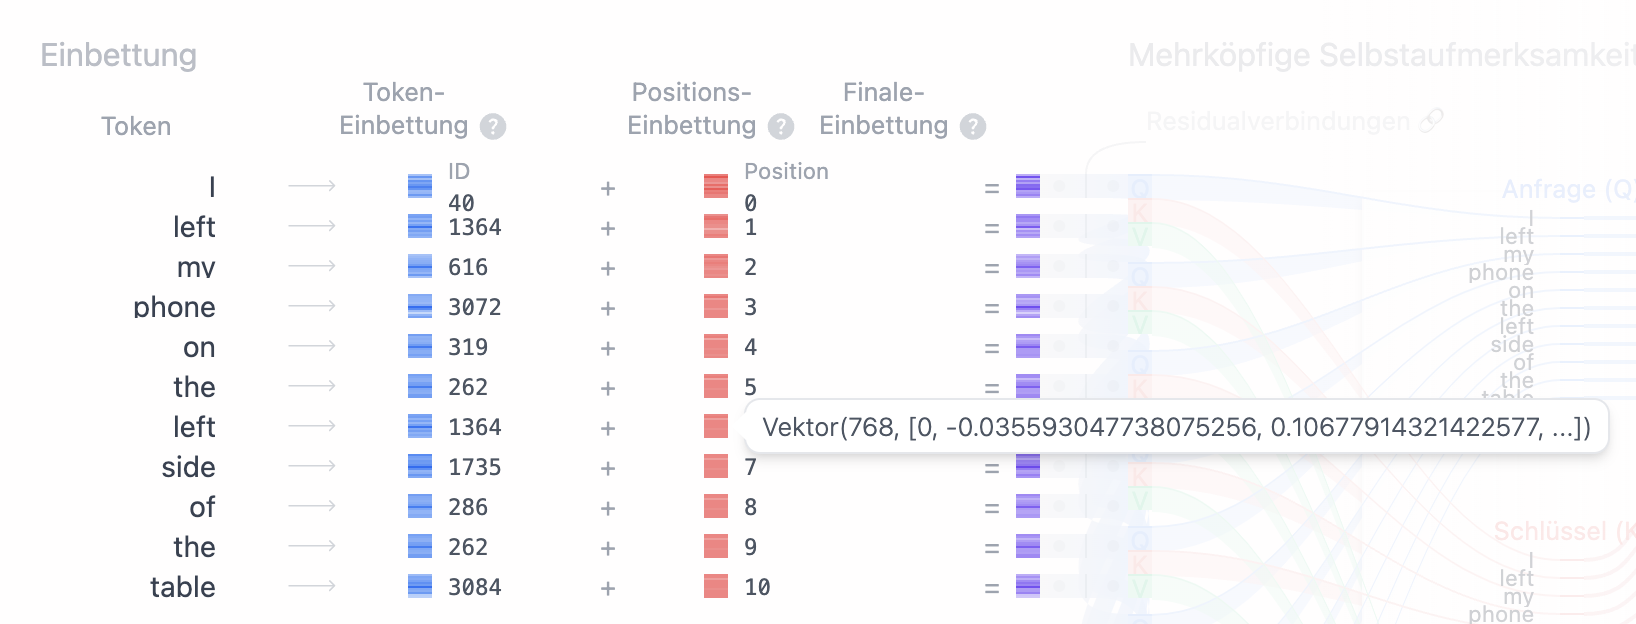 Einbettung
Mehrköpfige Selbstaufmerksamkeit
Token
Token-
Einbettung ?
Positions-
Einbettung ?
Finale-
Einbettung ?
Residualverbindungen
ID
Position
I 40 + 0 = Q
K
left 1364 + 1 = V
my 616 + 2 = Q
phone 3072 + 3 = K
V
on 319 + 4 = Q
the 262 + 5 = K
left 1364 +
Vektor(768, [0, -0.035593047738075256, 0.10677914321422577, ...])
side 1735 + 7 = K
of 286 + 8 = V
the 262 + 9 = Q
K
table 3084 + 10 = V
Q
Anfrage (Q)
I
left
my
phone
on
the
left
side
of
the
table
Schlüssel (K
I
left
my
phone